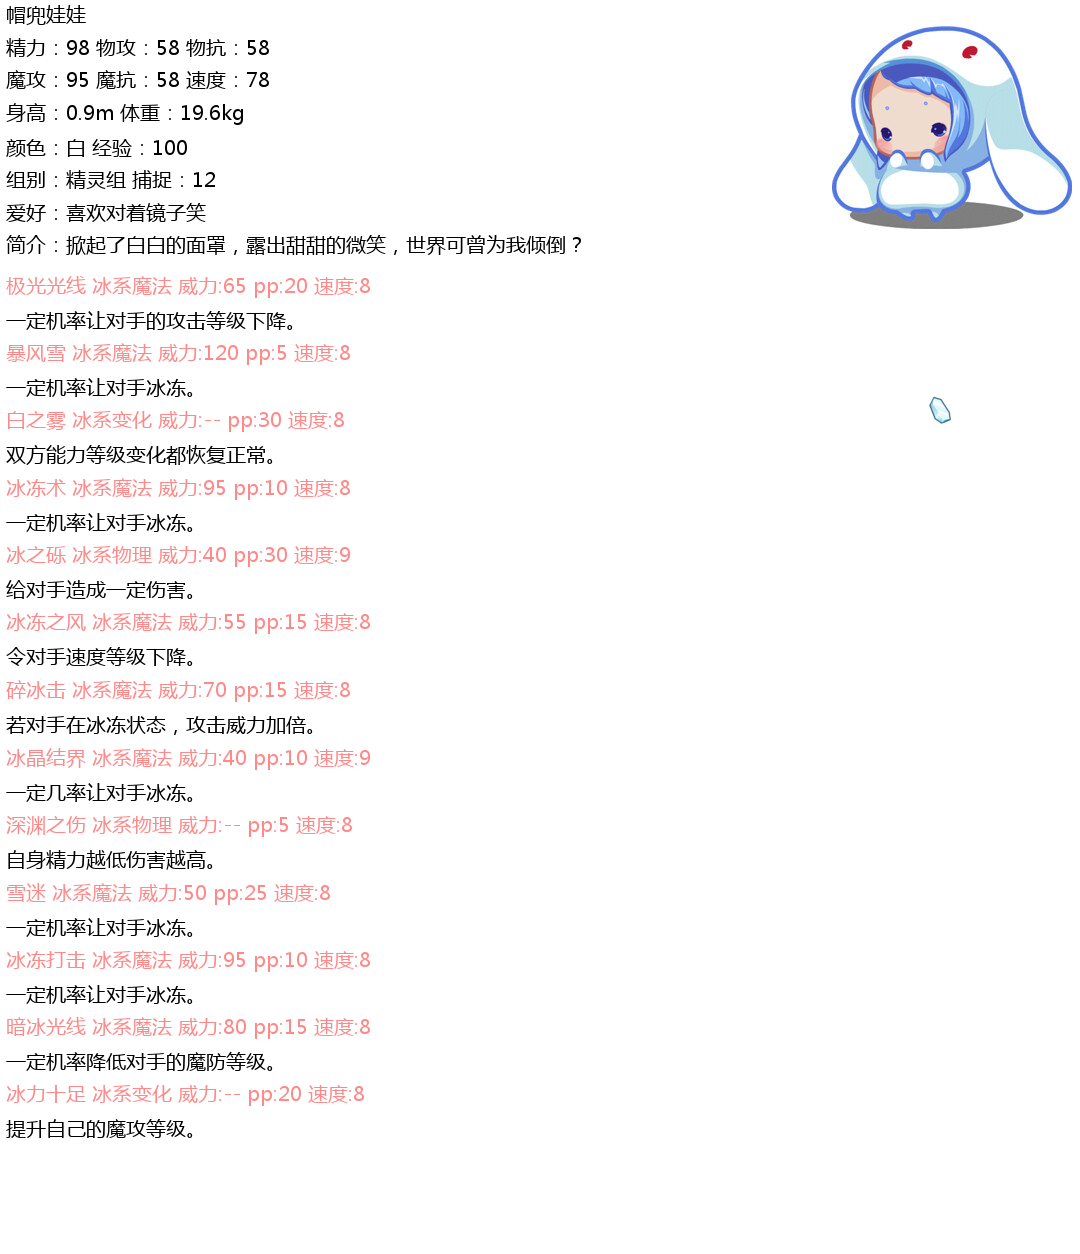 帽兜娃娃
精力：98 物攻：58 物抗：58
魔攻：95 魔抗：58 速度：78
身高：0.9m 体重：19.6kg
颜色：白 经验：100
组别：精灵组 捕捉：12
爱好：喜欢对着镜子笑
简介：掀起了白白的面罩，露出甜甜的微笑，世界可曾为我倾倒？
极光光线 冰系魔法 威力:65 pp:20 速度:8
一定机率让对手的攻击等级下降。
暴风雪 冰系魔法 威力:120 pp:5 速度:8
一定机率让对手冰冻。
白之雾 冰系变化 威力:-- pp:30 速度:8
双方能力等级变化都恢复正常。
冰冻术 冰系魔法 威力:95 pp:10 速度:8
一定机率让对手冰冻。
冰之砾 冰系物理 威力:40 pp:30 速度:9
给对手造成一定伤害。
冰冻之风 冰系魔法 威力:55 pp:15 速度:8
令对手速度等级下降。
碎冰击 冰系魔法 威力:70 pp:15 速度:8
若对手在冰冻状态，攻击威力加倍。
冰晶结界 冰系魔法 威力:40 pp:10 速度:9
一定几率让对手冰冻。
深渊之伤 冰系物理 威力:-- pp:5 速度:8
自身精力越低伤害越高。
雪迷 冰系魔法 威力:50 pp:25 速度:8
一定机率让对手冰冻。
冰冻打击 冰系魔法 威力:95 pp:10 速度:8
一定机率让对手冰冻。
暗冰光线 冰系魔法 威力:80 pp:15 速度:8
一定机率降低对手的魔防等级。
冰力十足 冰系变化 威力:-- pp:20 速度:8
提升自己的魔攻等级。